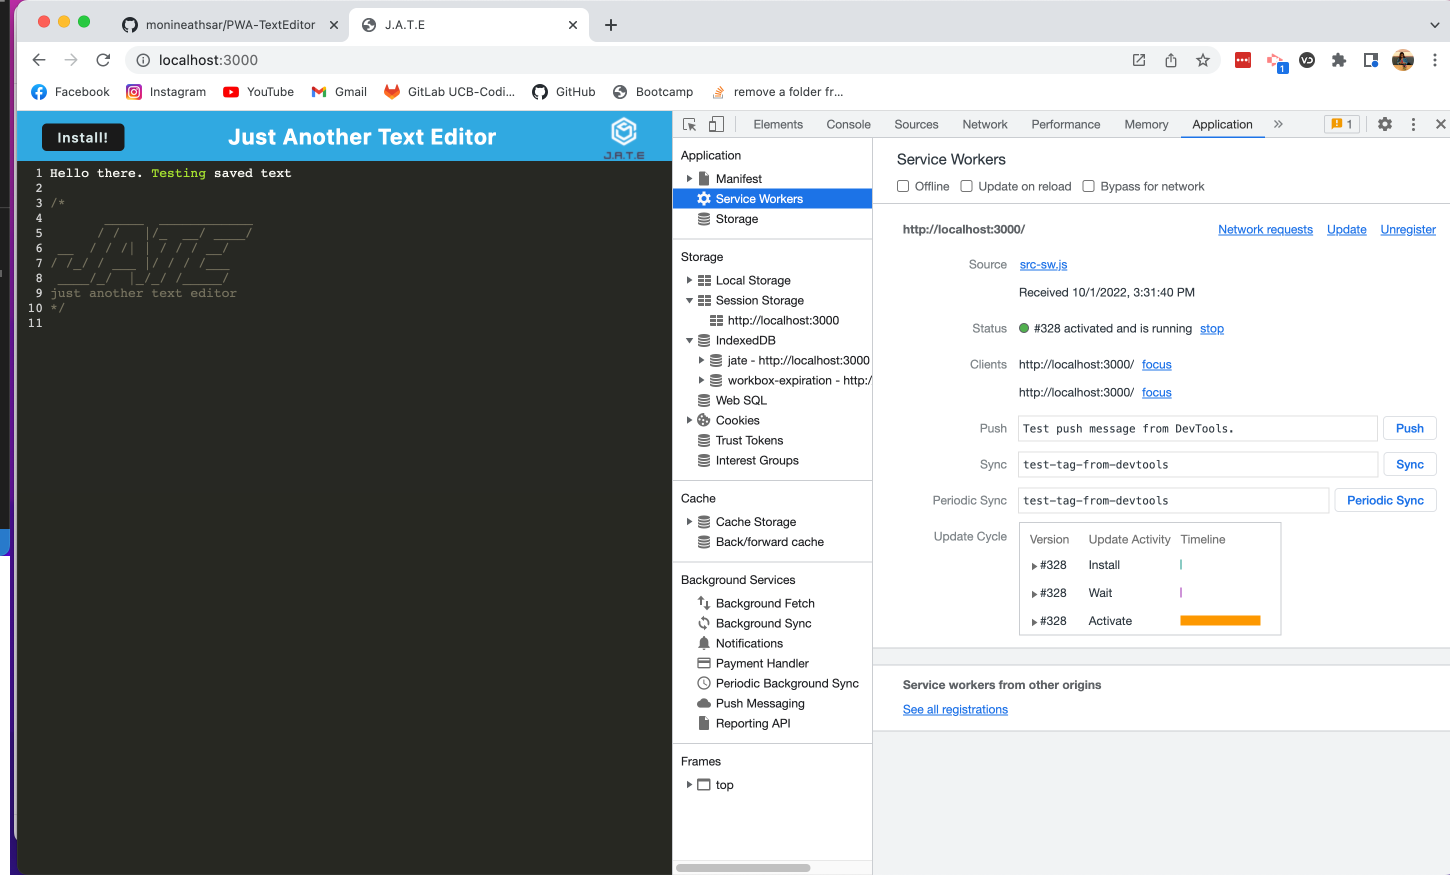 monineathsar/PWA-TextEditor
J.A.T.E
localhost:3000
1
Facebook
Instagram
YouTube
Gmail
GitLab UCB-Codi...
GitHub
Bootcamp
remove a folder fr...
Install!
Just Another Text Editor
J.A.T.E
1 Hello there. Testing saved text
2
3 /*
4        _____  ____________
5       / /   |/_  __/ ____/
6  __  / / /| | / / / __/
7 / /_/ / ___ |/ / / /___
8  ____/_/  |_/_/ /_____/
9 just another text editor
10 */
11
Elements
Console
Sources
Network
Performance
Memory
Application
1
Application
Manifest
Service Workers
Storage
Storage
Local Storage
Session Storage
http://localhost:3000
IndexedDB
jate - http://localhost:3000
workbox-expiration - http:/
Web SQL
Cookies
Trust Tokens
Interest Groups
Cache
Cache Storage
Back/forward cache
Background Services
Background Fetch
Background Sync
Notifications
Payment Handler
Periodic Background Sync
Push Messaging
Reporting API
Frames
top
Service Workers
Offline
Update on reload
Bypass for network
http://localhost:3000/
Network requests
Update
Unregister
Source
src-sw.js
Received 10/1/2022, 3:31:40 PM
Status
#328 activated and is running
stop
Clients
http://localhost:3000/
focus
http://localhost:3000/
focus
Push
Test push message from DevTools.
Push
Sync
test-tag-from-devtools
Sync
Periodic Sync
test-tag-from-devtools
Periodic Sync
Update Cycle
Version
Update Activity
Timeline
#328
Install
#328
Wait
#328
Activate
Service workers from other origins
See all registrations